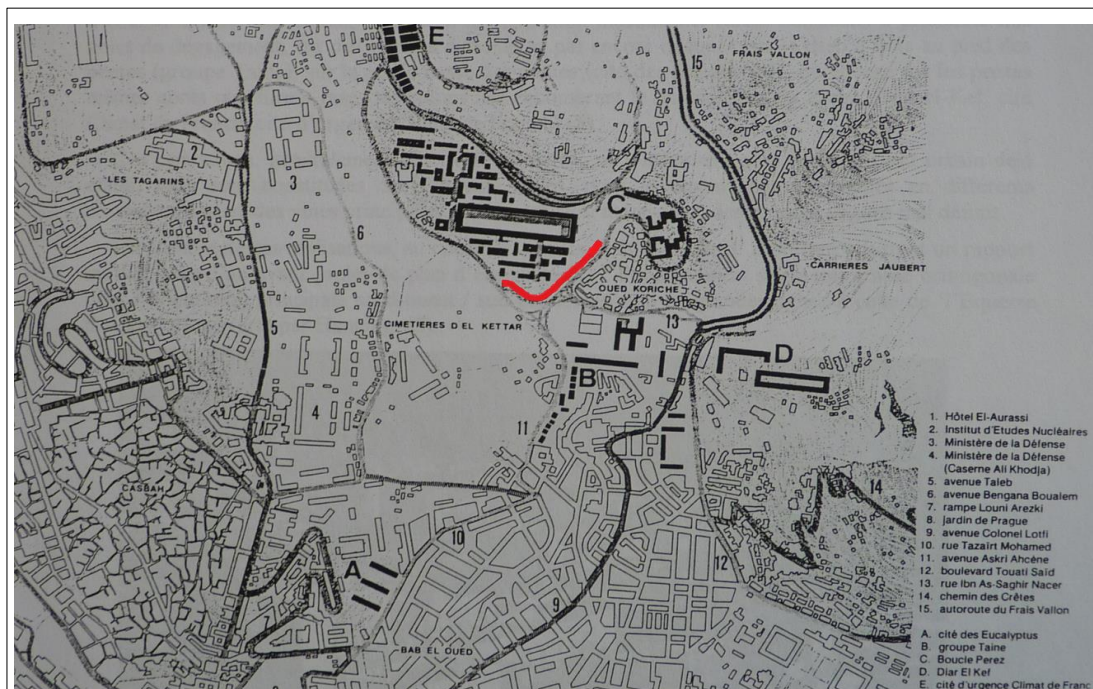 E
1
15
FRAIS VALLON
2
LES TAGARINS
3
6
C
CARRIERES JAUBERT
OUED KORICHE
5
CIMETIERES D'EL KETTAR
13
D
B
4
11
CASBAH
14
10
A
12
9
7
BAB EL OUED
8
1. Hôtel El-Aurassi
2. Institut d'Etudes Nucléaires
3. Ministère de la Défense
4. Ministère de la Défense
(Caserne Ali Khodja)
5. avenue Taleb
6. avenue Bengana Boualem
7. rampe Louni Arezki
8. jardin de Prague
9. avenue Colonel Lotfi
10. rue Tazairt Mohamed
11. avenue Askri Ahcène
12. boulevard Touati Saïd
13. rue Ibn As-Saghir Nacer
14. chemin des Crêtes
15. autoroute du Frais Vallon
A. cité des Eucalyptus
B. groupe Taine
C. Boucle Perez
D. Diar El Kef
E. cité d'urgence Climat de Franc